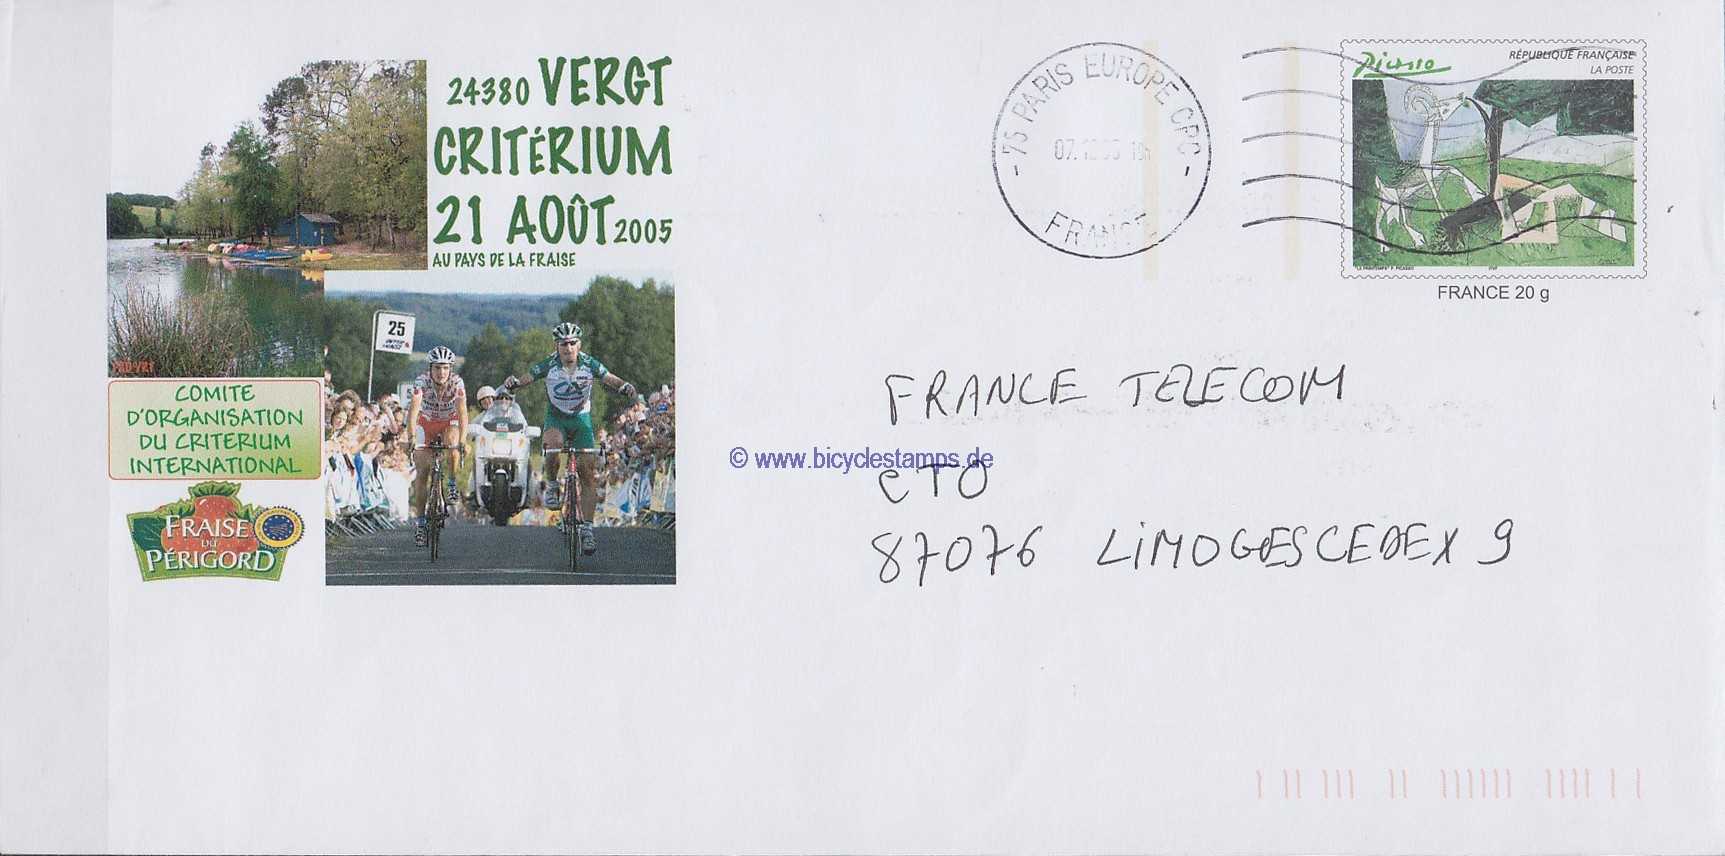 24380 VERGT
CRITÉRIUM
21 AOÛT 2005
AU PAYS DE LA FRAISE
COMITE
D'ORGANISATION
DU CRITERIUM
INTERNATIONAL
FRAISE
DU
PÉRIGORD
25
CA
- 75 PARIS EUROPE CRC -
FRANCE
Picasso
RÉPUBLIQUE FRANÇAISE
LA POSTE
FRANCE 20 g
FRANCE TELECOM
© www.bicyclestamps.de
CTO
87076 LIMOGES CEDEX 9